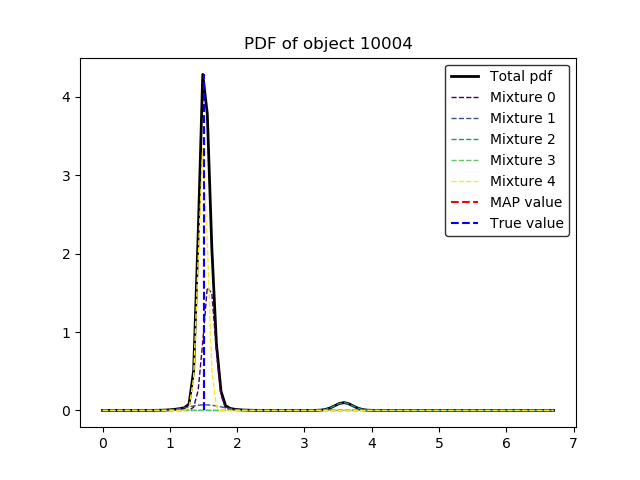 PDF of object 10004
Total pdf
Mixture 0
Mixture 1
Mixture 2
Mixture 3
Mixture 4
MAP value
True value
4
3
2
1
0
0 1 2 3 4 5 6 7